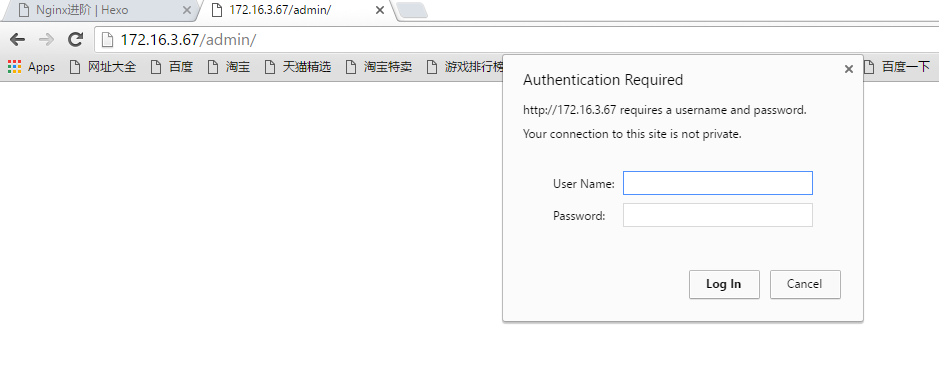 Nginx进阶 | Hexo
172.16.3.67/admin/
172.16.3.67/admin/
Apps 网址大全 百度 淘宝 天猫精选 淘宝特卖 游戏排行榜 百度一下
Authentication Required
http://172.16.3.67 requires a username and password.
Your connection to this site is not private.
User Name:
Password:
Log In Cancel